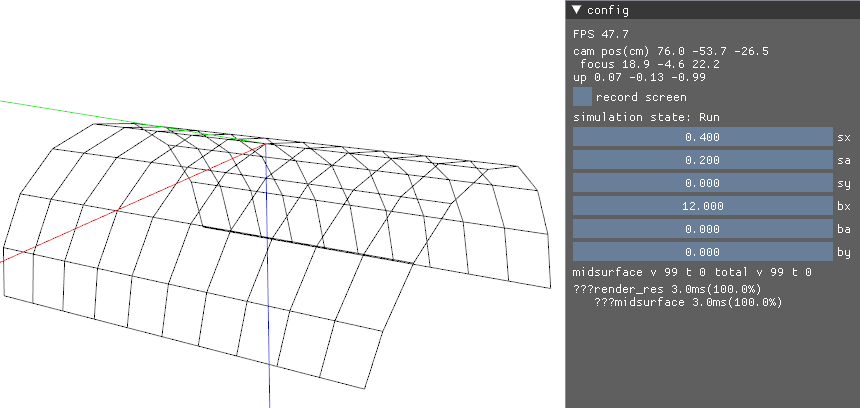 config
FPS 47.7
cam pos(cm) 76.0 -53.7 -26.5
focus 18.9 -4.6 22.2
up 0.07 -0.13 -0.99
record screen
simulation state: Run
0.400 sx
0.200 sa
0.000 sy
12.000 bx
0.000 ba
0.000 by
midsurface v 99 t 0 total v 99 t 0
???render_res 3.0ms(100.0%)
???midsurface 3.0ms(100.0%)